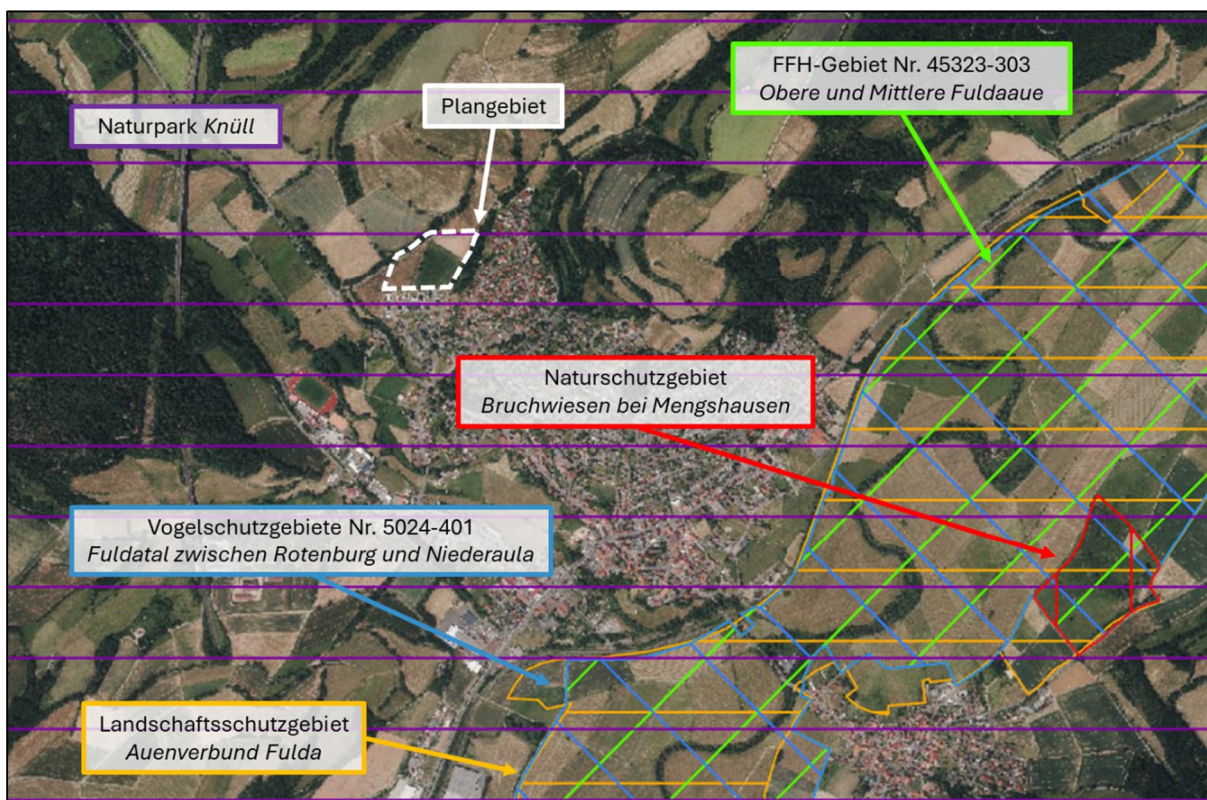 FFH-Gebiet Nr. 45323-303
Obere und Mittlere Fuldaaue
Plangebiet
Naturpark Knüll
Naturschutzgebiet
Bruchwiesen bei Mengshausen
Vogelschutzgebiete Nr. 5024-401
Fuldatal zwischen Rotenburg und Niederaula
Landschaftsschutzgebiet
Auenverbund Fulda